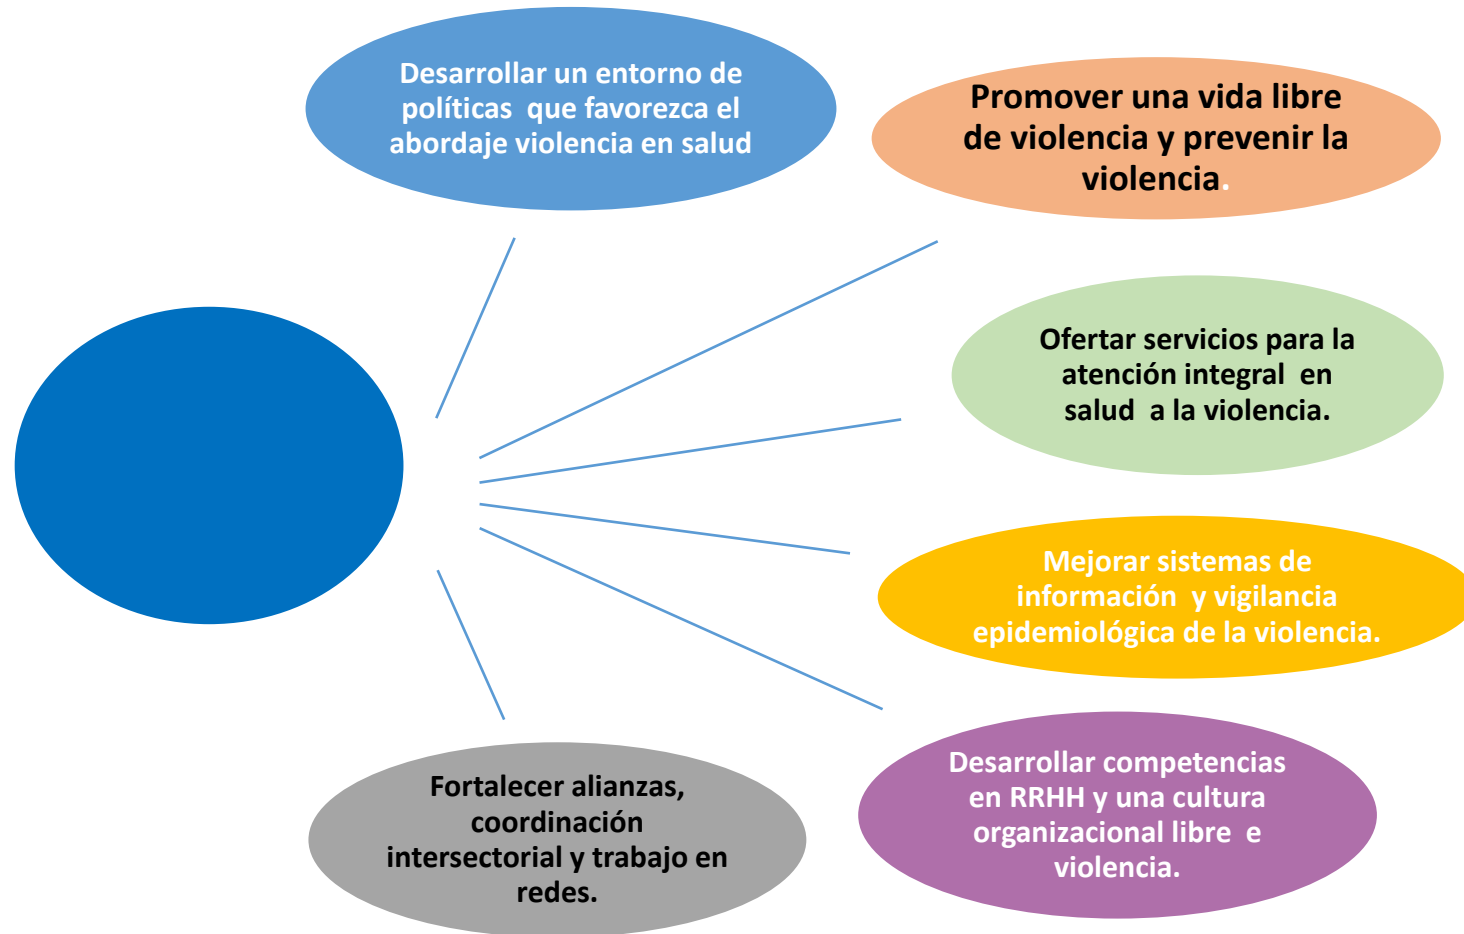 Desarrollar un entorno de
políticas que favorezca el
abordaje violencia en salud
Promover una vida libre
de violencia y prevenir la
violencia.
Ofertar servicios para la
atención integral en
salud a la violencia.
Mejorar sistemas de
información y vigilancia
epidemiológica de la violencia.
Desarrollar competencias
en RRHH y una cultura
organizacional libre e
violencia.
Fortalecer alianzas,
coordinación
intersectorial y trabajo en
redes.